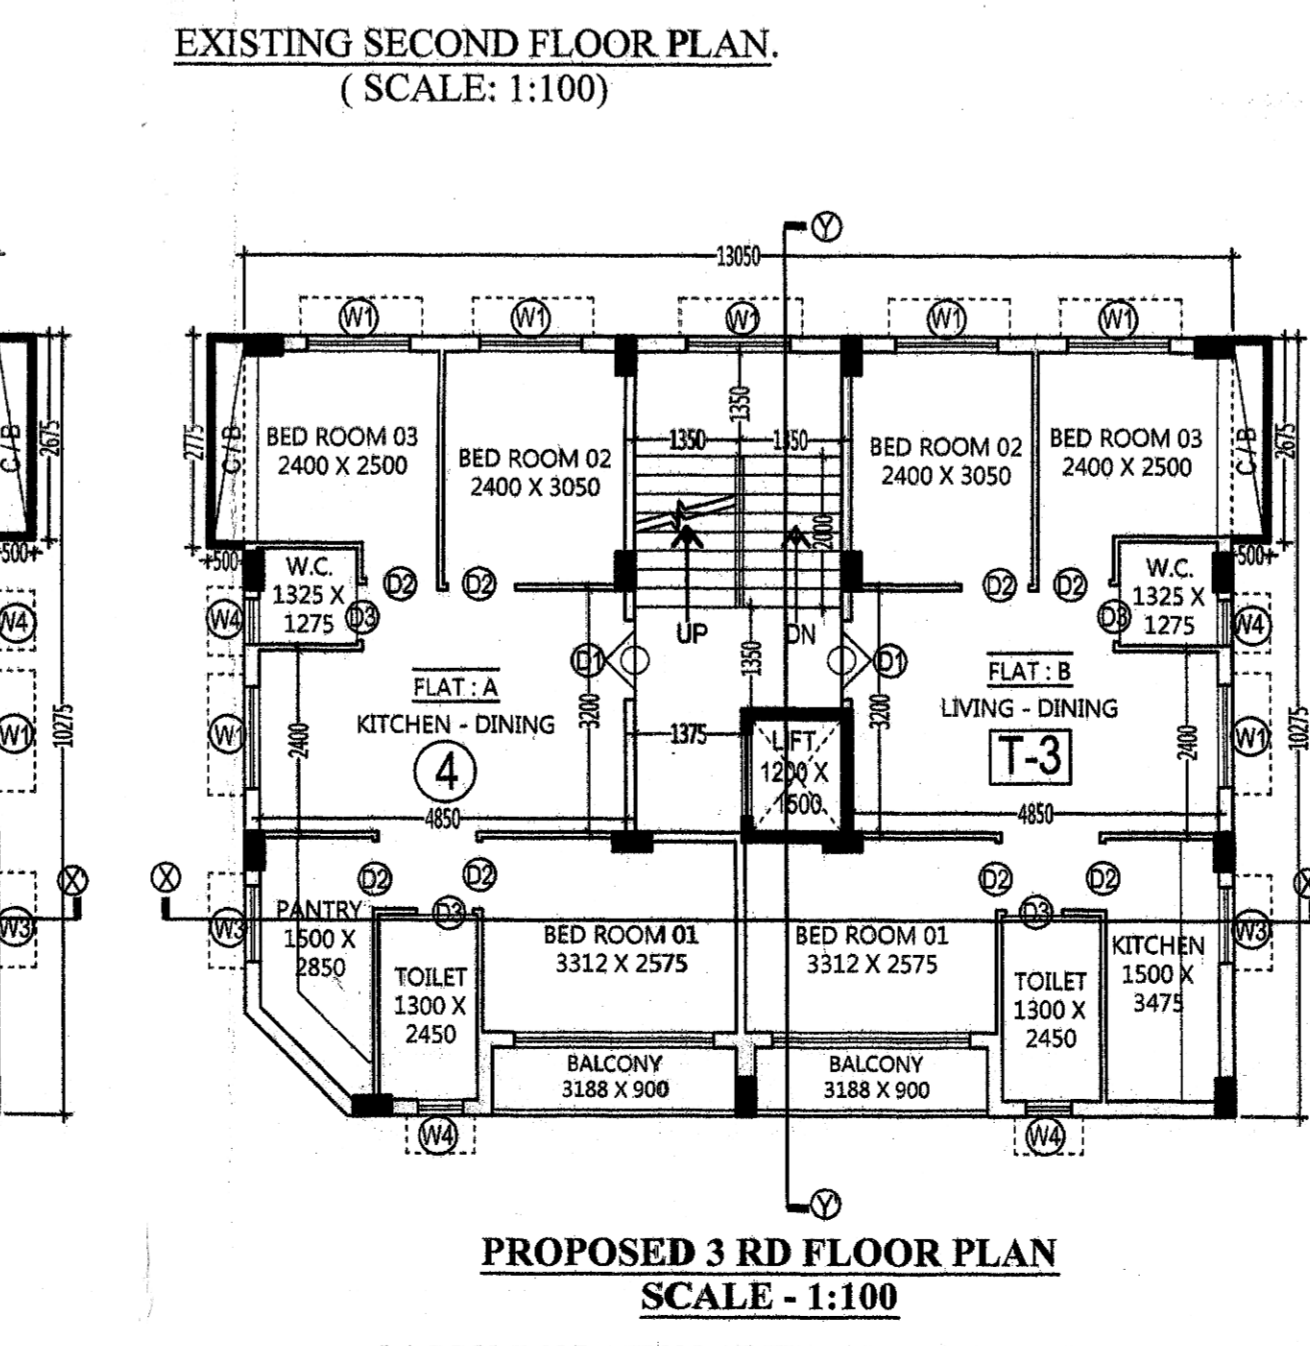 EXISTING SECOND FLOOR PLAN.
( SCALE: 1:100)
Y
13050
W1
W1
W1
W1
W1
C/B
2675
500
2775
C/B
500
BED ROOM 03
2400 X 2500
BED ROOM 02
2400 X 3050
1350
1350
1350
2000
BED ROOM 02
2400 X 3050
BED ROOM 03
2400 X 2500
C/B
2675
500
W4
W4
W.C.
1325 X
1275
D2
D2
D3
UP
DN
D2
D2
D3
W.C.
1325 X
1275
W4
D1
1350
D1
FLAT : A
KITCHEN - DINING
4
3200
2400
4850
1375
LIFT
1200 X
1500
3200
FLAT : B
LIVING - DINING
T-3
2400
4850
W1
W1
W1
10275
10275
X
X
X
W3
W3
W3
D2
D2
D3
D2
D2
D3
PANTRY
1500 X
2850
TOILET
1300 X
2450
BED ROOM 01
3312 X 2575
BED ROOM 01
3312 X 2575
TOILET
1300 X
2450
KITCHEN
1500 X
3475
BALCONY
3188 X 900
BALCONY
3188 X 900
W4
W4
Y'
PROPOSED 3 RD FLOOR PLAN
SCALE - 1:100